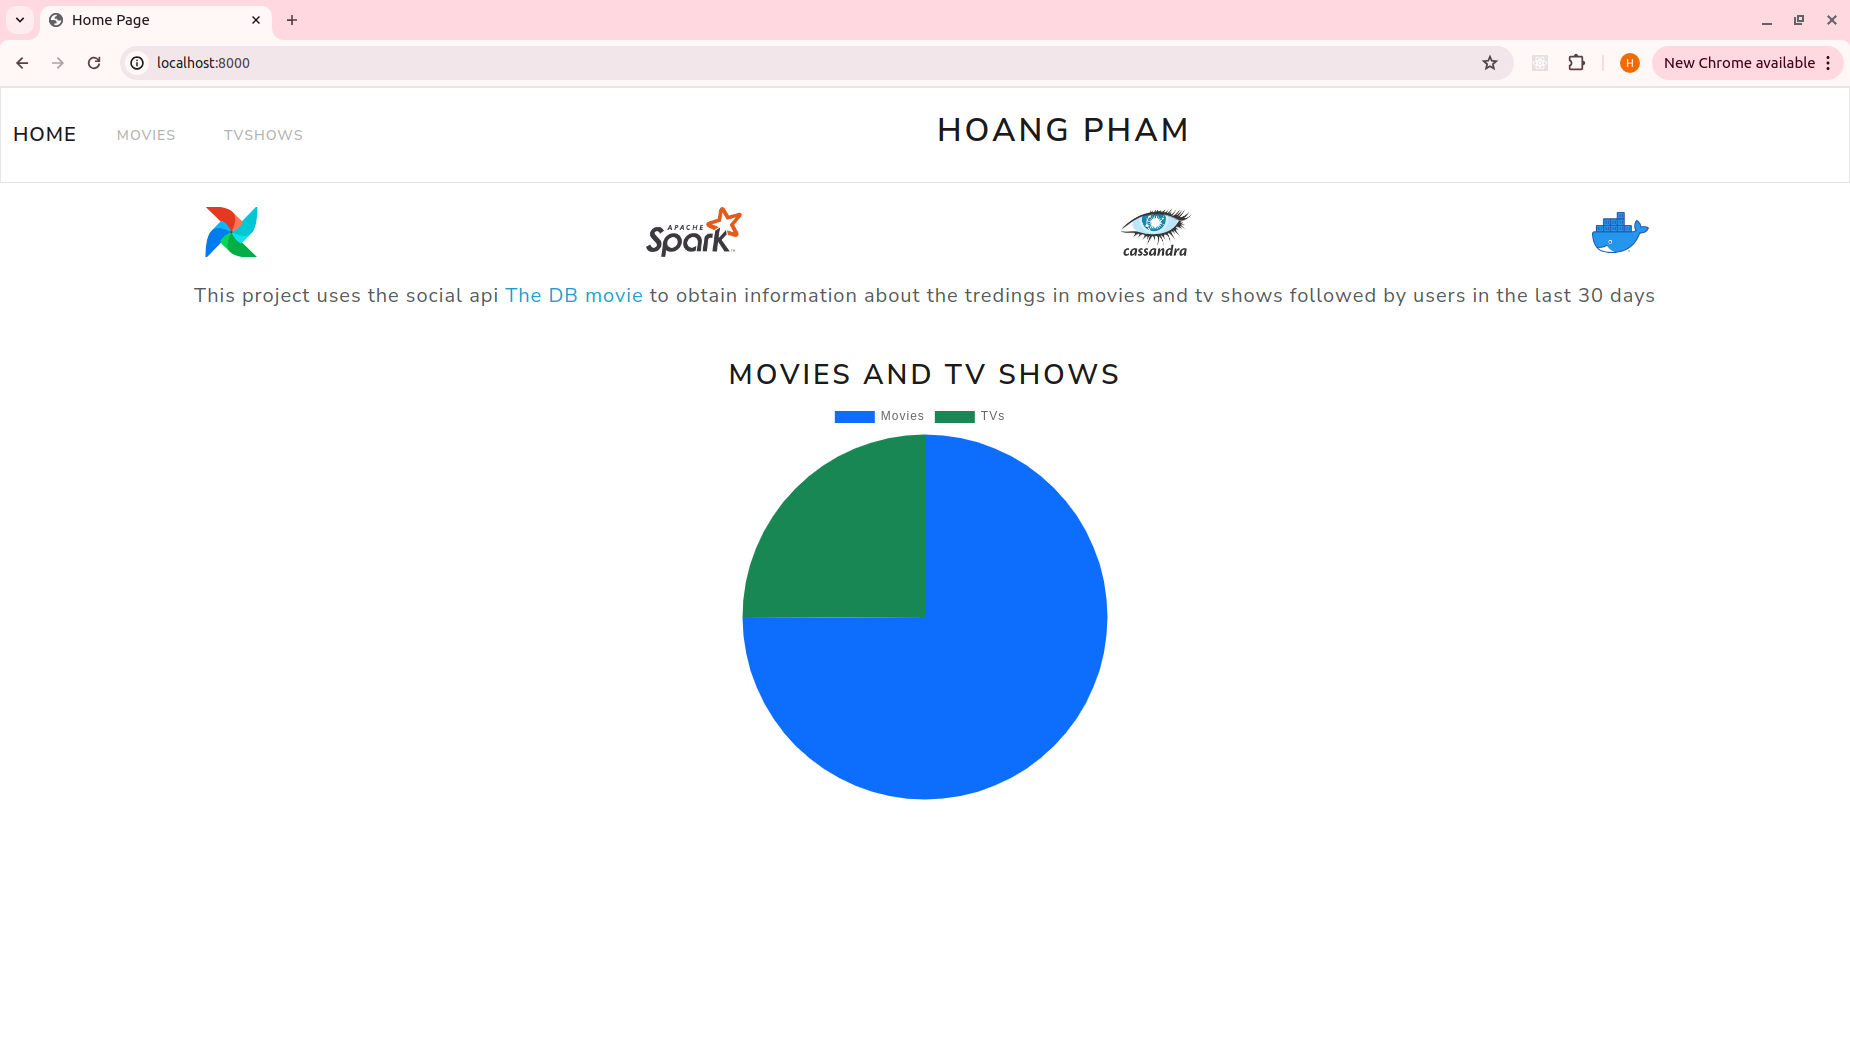 Home Page
localhost:8000
H
New Chrome available
HOME MOVIES TVSHOWS HOANG PHAM
APACHE
Spark
cassandra
This project uses the social api The DB movie to obtain information about the tredings in movies and tv shows followed by users in the last 30 days
MOVIES AND TV SHOWS
Movies TVs